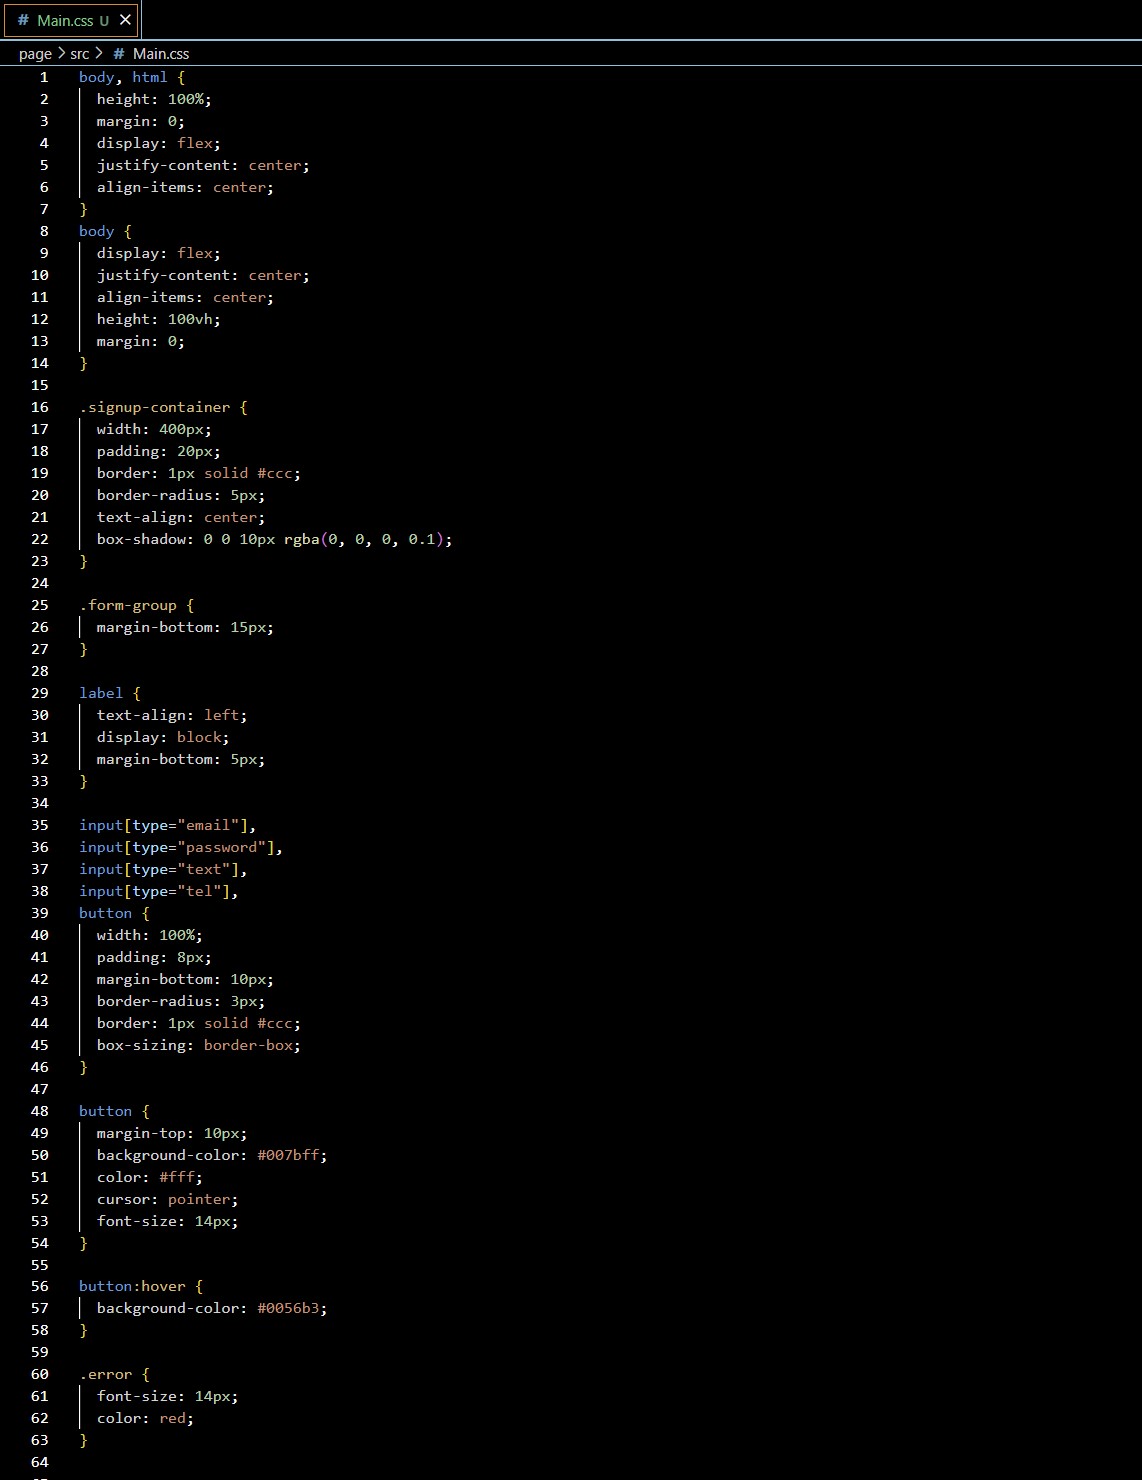 # Main.css U ×
page > src > # Main.css
1 body, html {
2   height: 100%;
3   margin: 0;
4   display: flex;
5   justify-content: center;
6   align-items: center;
7 }
8 body {
9   display: flex;
10   justify-content: center;
11   align-items: center;
12   height: 100vh;
13   margin: 0;
14 }
15
16 .signup-container {
17   width: 400px;
18   padding: 20px;
19   border: 1px solid #ccc;
20   border-radius: 5px;
21   text-align: center;
22   box-shadow: 0 0 10px rgba(0, 0, 0, 0.1);
23 }
24
25 .form-group {
26   margin-bottom: 15px;
27 }
28
29 label {
30   text-align: left;
31   display: block;
32   margin-bottom: 5px;
33 }
34
35 input[type="email"],
36 input[type="password"],
37 input[type="text"],
38 input[type="tel"],
39 button {
40   width: 100%;
41   padding: 8px;
42   margin-bottom: 10px;
43   border-radius: 3px;
44   border: 1px solid #ccc;
45   box-sizing: border-box;
46 }
47
48 button {
49   margin-top: 10px;
50   background-color: #007bff;
51   color: #fff;
52   cursor: pointer;
53   font-size: 14px;
54 }
55
56 button:hover {
57   background-color: #0056b3;
58 }
59
60 .error {
61   font-size: 14px;
62   color: red;
63 }
64